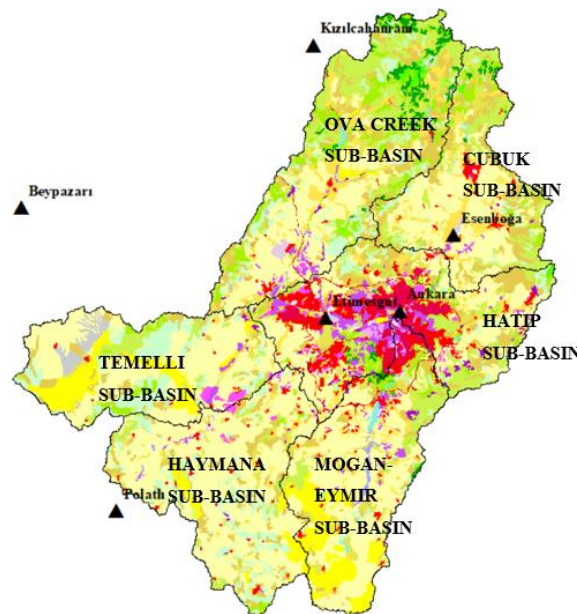 Kızılcahamam
OVA CREEK
SUB-BASIN
CUBUK
SUB-BASIN
Beypazarı
Esenboga
Etimesgut
Ankara
HATIP
SUB-BASIN
TEMELLI
SUB-BASIN
HAYMANA
SUB-BASIN
MOGAN-
EYMIR
SUB-BASIN
Polatlı